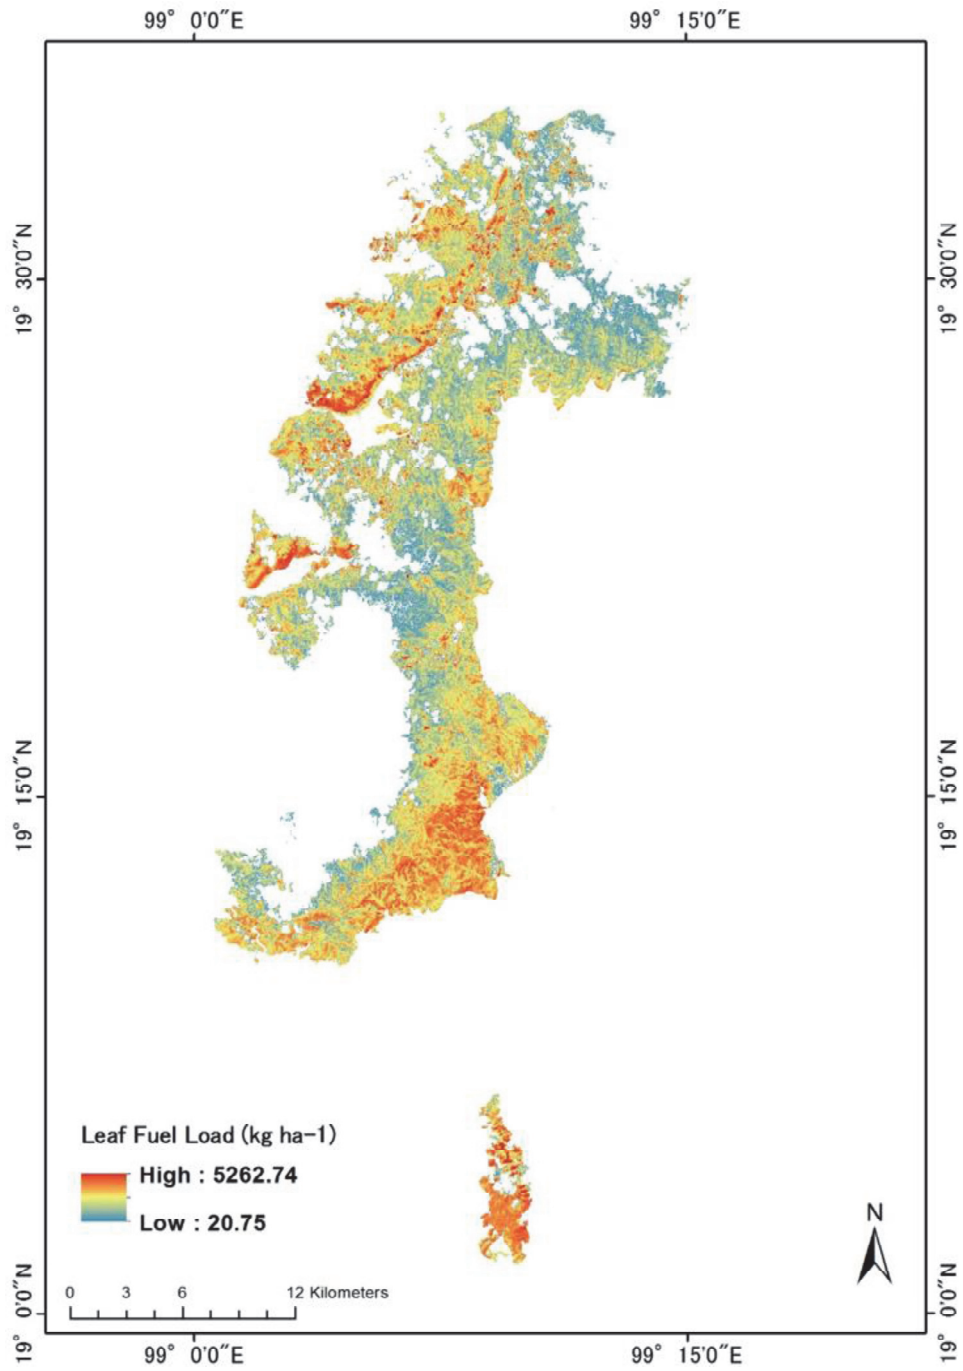 99° 0'0"E 99° 15'0"E
19° 30'0"N
19° 30'0"N
19° 15'0"N
19° 15'0"N
Leaf Fuel Load (kg ha-1)
High : 5262.74
Low : 20.75
N
0 3 6 12 Kilometers
19° 0'0"N
19° 0'0"N
99° 0'0"E 99° 15'0"E